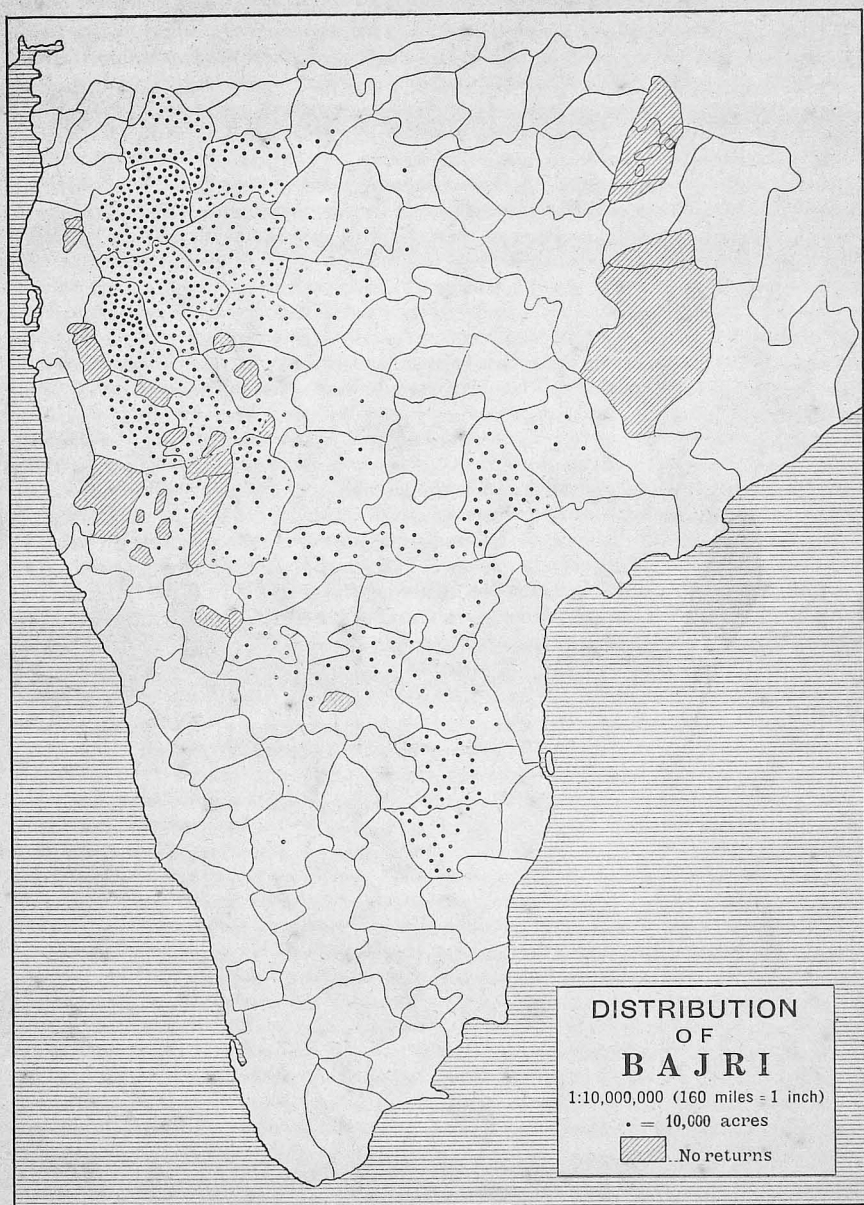 DISTRIBUTION
OF
BAJRI
1:10,000,000 (160 miles = 1 inch)
. = 10,000 acres
No returns